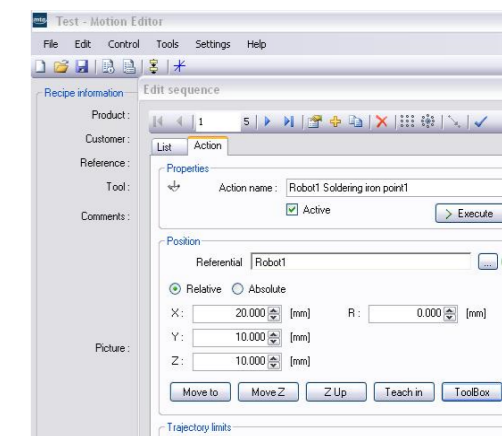 Test - Motion Editor
File Edit Control Tools Settings Help
Recipe information
Edit sequence
Product :
Customer :
Reference :
Tool :
Comments :
Picture :
1 5
List Action
Properties
Action name : Robot1 Soldering iron point1
Active
> Execute
Position
Referential Robot1
...
Relative Absolute
X : 20.000 [mm] R : 0.000 [mm]
Y : 10.000 [mm]
Z : 10.000 [mm]
Move to Move Z Z Up Teach in ToolBox
Trajectory limits